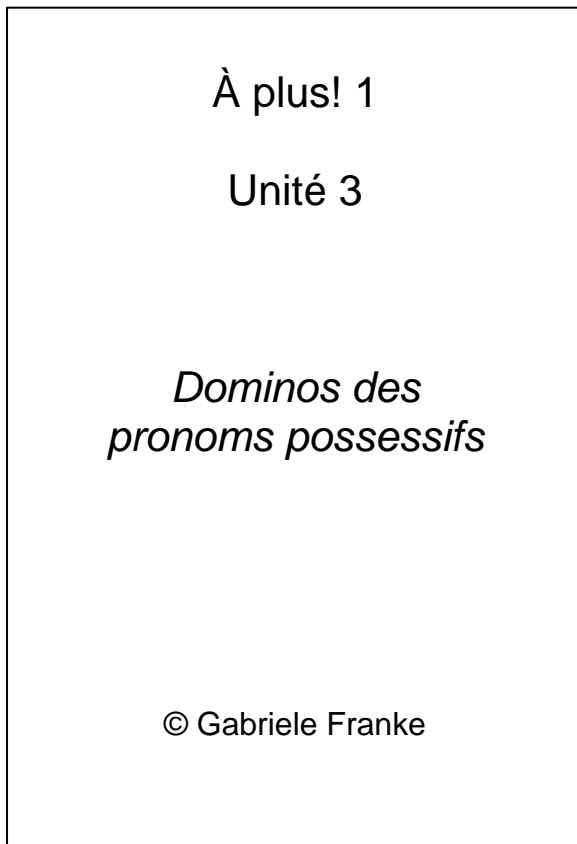 À plus! 1
Unité 3
Dominos des
pronoms possessifs
© Gabriele Franke